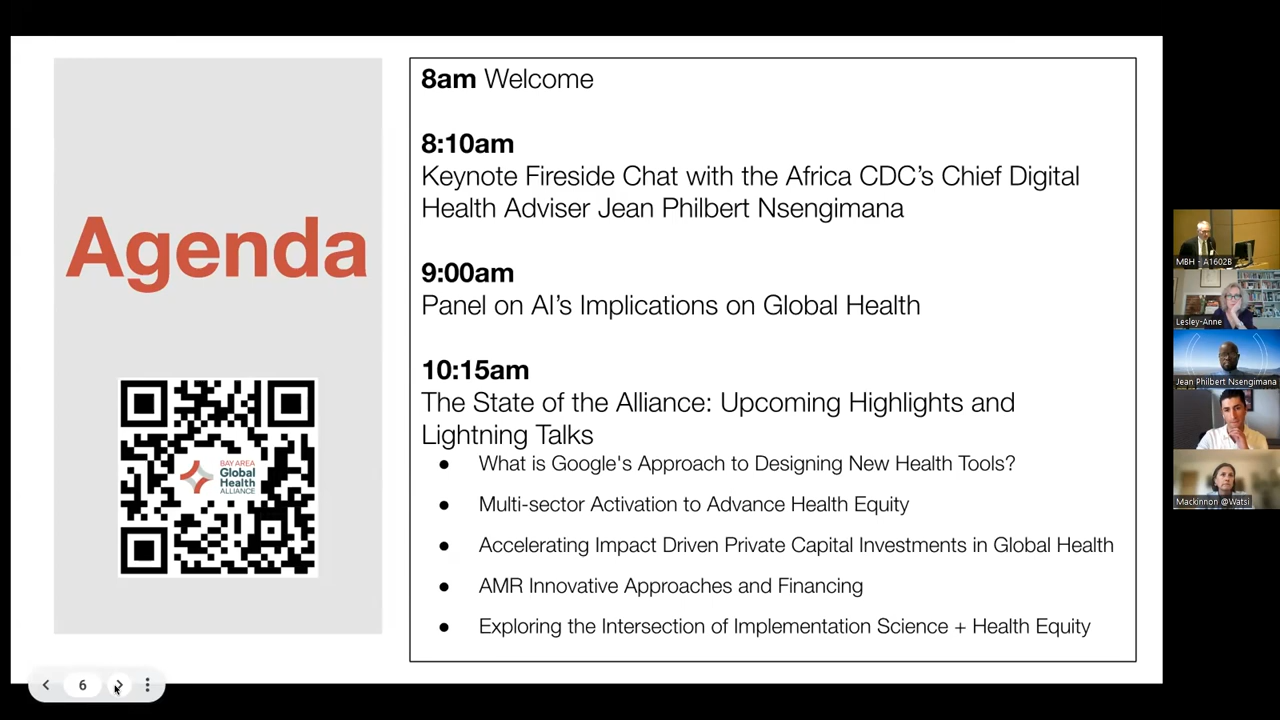 Agenda
BAY AREA
Global
Health
ALLIANCE
8am Welcome
8:10am
Keynote Fireside Chat with the Africa CDC's Chief Digital
Health Adviser Jean Philbert Nsengimana
9:00am
Panel on AI's Implications on Global Health
10:15am
The State of the Alliance: Upcoming Highlights and
Lightning Talks
● What is Google's Approach to Designing New Health Tools?
● Multi-sector Activation to Advance Health Equity
● Accelerating Impact Driven Private Capital Investments in Global Health
● AMR Innovative Approaches and Financing
● Exploring the Intersection of Implementation Science + Health Equity
6
MBH - A1602B
Lesley-Anne
Jean Philbert Nsengimana
Mackinnon @Watsi